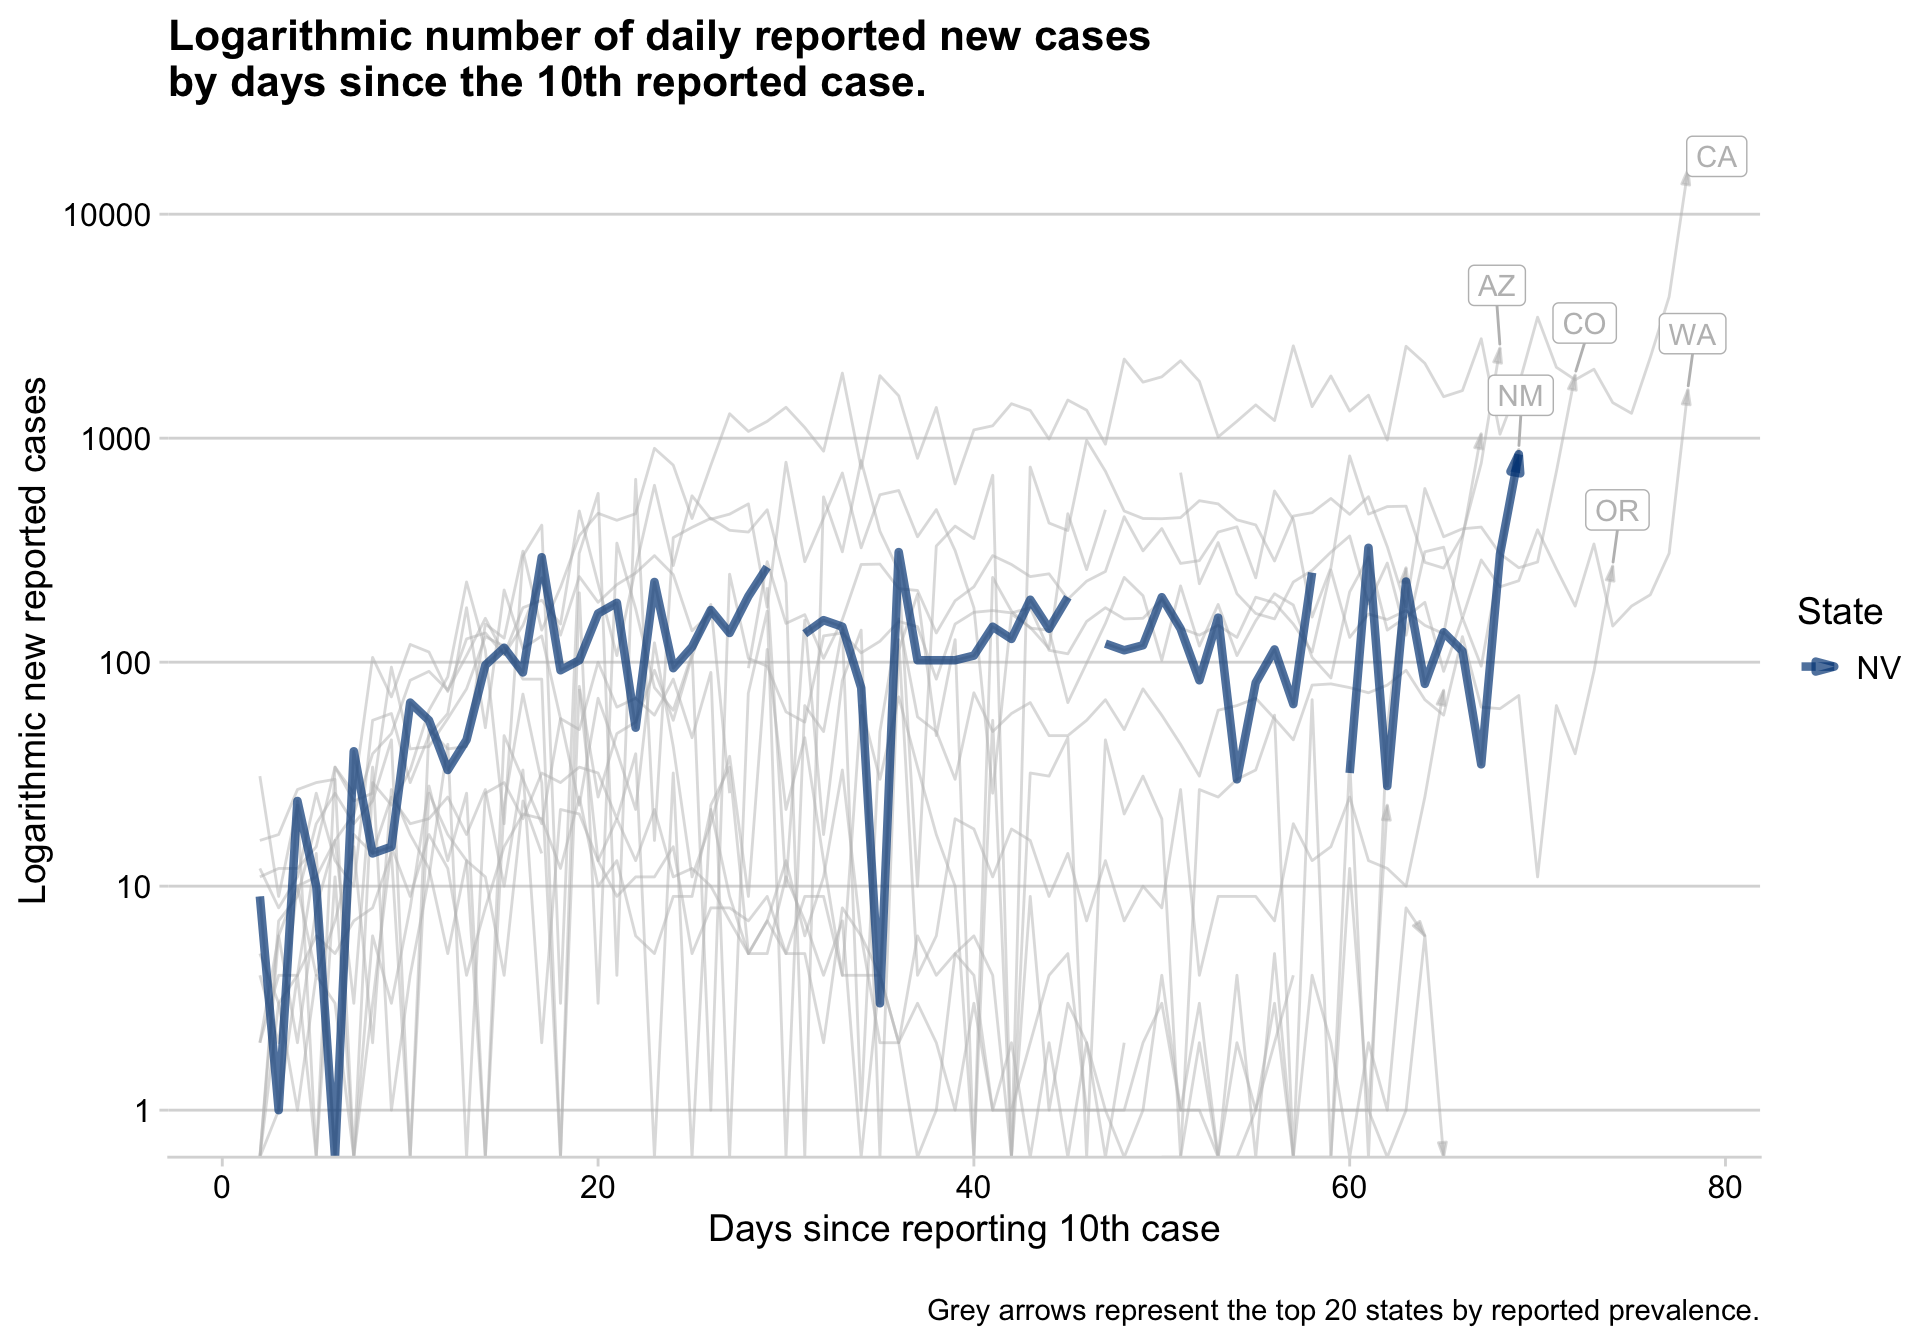 Logarithmic number of daily reported new cases
by days since the 10th reported case.
CA
10000
AZ
CO
WA
NM
1000
OR
Logarithmic new reported cases
State
NV
100
10
1
0
20
40
60
80
Days since reporting 10th case
Grey arrows represent the top 20 states by reported prevalence.